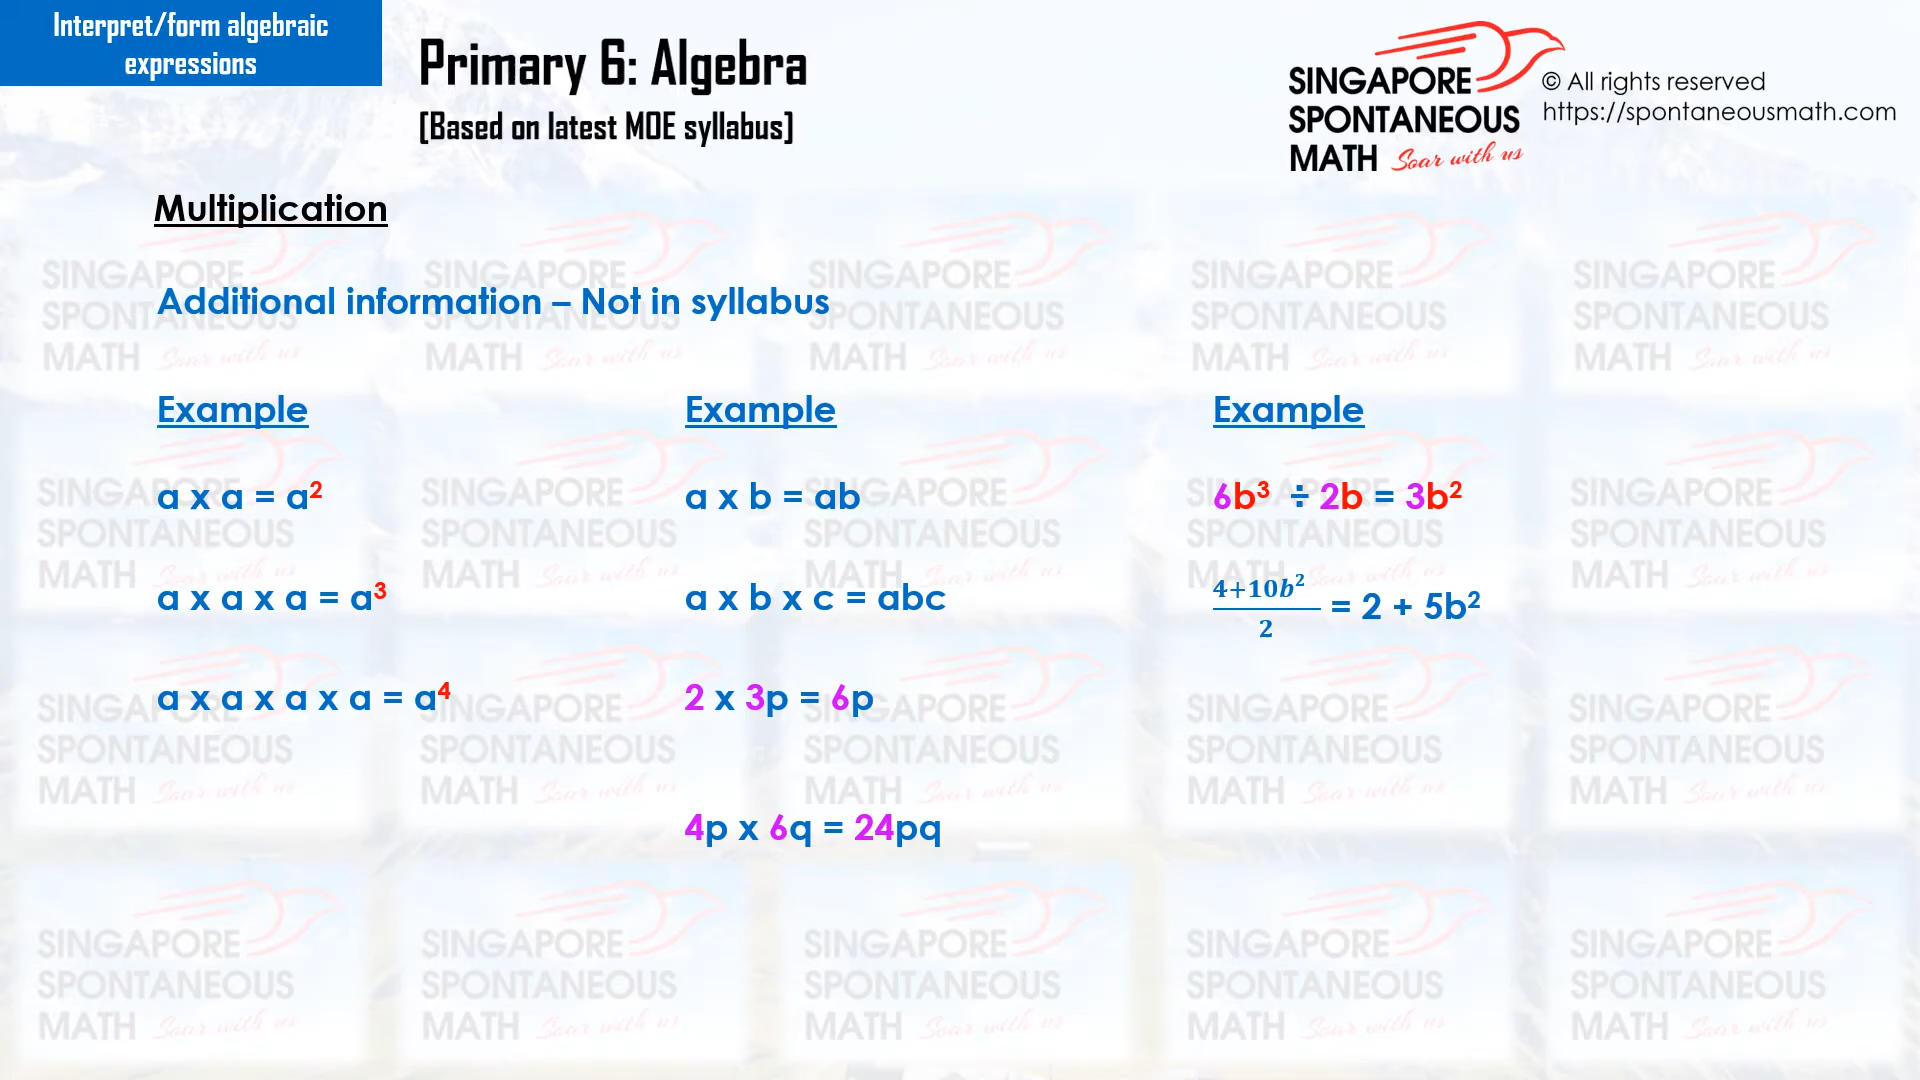 Interpret/form algebraic
expressions
Primary 6: Algebra
[Based on latest MOE syllabus]
SINGAPORE
SPONTANEOUS
MATH Soar with us
© All rights reserved
https://spontaneousmath.com
Multiplication
Additional information – Not in syllabus
Example
a x a = a²
a x a x a = a³
a x a x a x a = a⁴
Example
a x b = ab
a x b x c = abc
2 x 3p = 6p
4p x 6q = 24pq
Example
6b³ ÷ 2b = 3b²
4+10b²
2
= 2 + 5b²